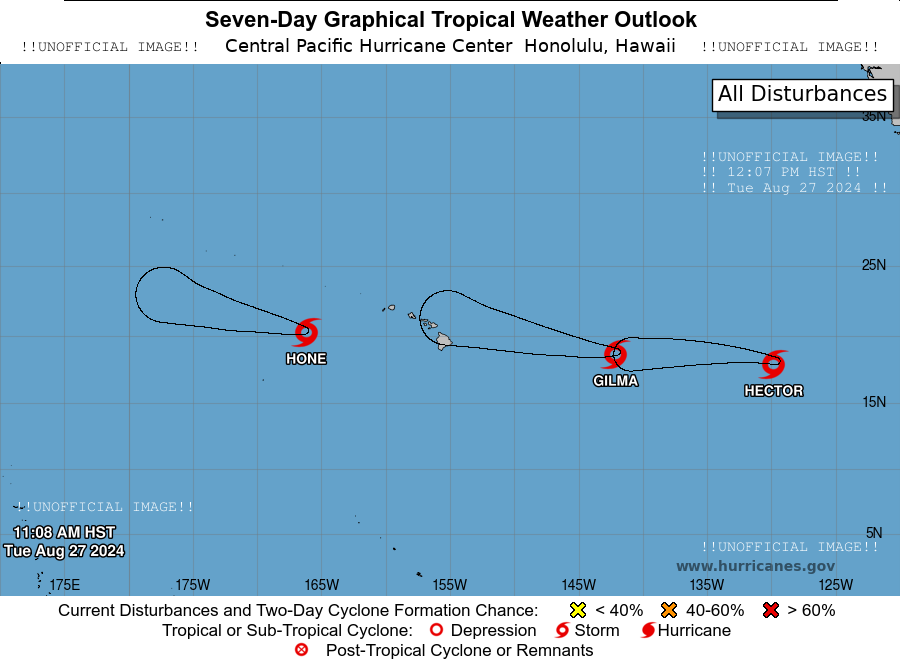 Seven-Day Graphical Tropical Weather Outlook
!!UNOFFICIAL IMAGE!! Central Pacific Hurricane Center Honolulu, Hawaii !!UNOFFICIAL IMAGE!!
All Disturbances
35N
!!UNOFFICIAL IMAGE!!
!! 12:07 PM HST !!
!! Tue Aug 27 2024 !!
25N
HONE
GILMA
HECTOR
15N
!!UNOFFICIAL IMAGE!!
11:08 AM HST
Tue Aug 27 2024
5N
!!UNOFFICIAL IMAGE!!
www.hurricanes.gov
175E 175W 165W 155W 145W 135W 125W
Current Disturbances and Two-Day Cyclone Formation Chance: < 40% 40-60% > 60%
Tropical or Sub-Tropical Cyclone: Depression Storm Hurricane
Post-Tropical Cyclone or Remnants